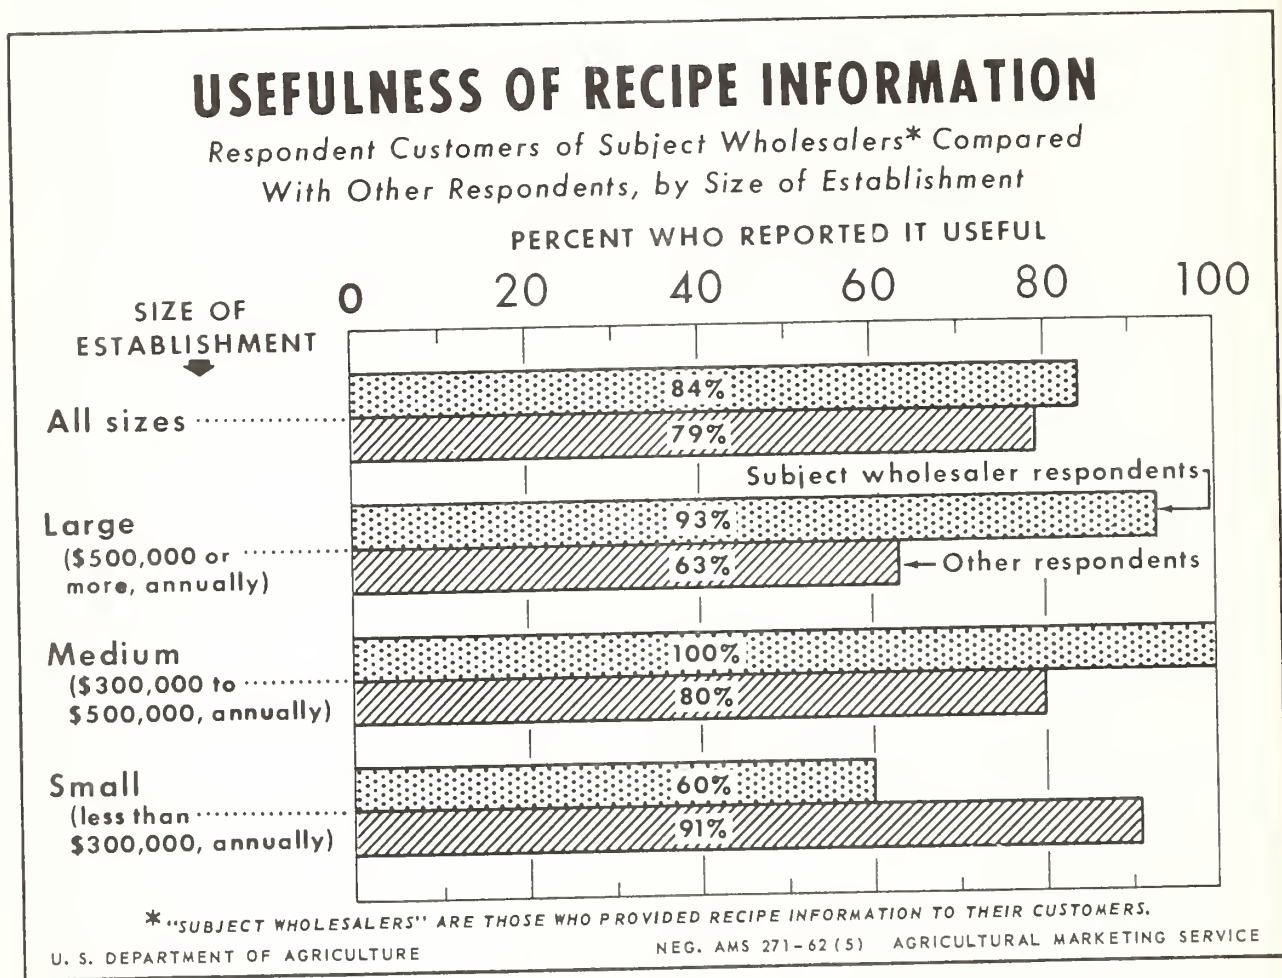 USEFULNESS OF RECIPE INFORMATION
Respondent Customers of Subject Wholesalers* Compared
With Other Respondents, by Size of Establishment
PERCENT WHO REPORTED IT USEFUL
0 20 40 60 80 100
SIZE OF
ESTABLISHMENT
84%
All sizes
79%
Subject wholesaler respondents
Large
93%
($500,000 or
more, annually)
63%
Other respondents
Medium
100%
($300,000 to
$500,000, annually)
80%
Small
60%
(less than
$300,000, annually)
91%
* "SUBJECT WHOLESALERS" ARE THOSE WHO PROVIDED RECIPE INFORMATION TO THEIR CUSTOMERS.
U. S. DEPARTMENT OF AGRICULTURE NEG. AMS 271-62 (5) AGRICULTURAL MARKETING SERVICE